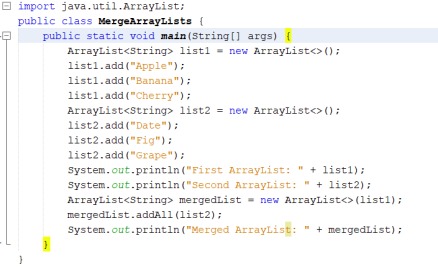 import java.util.ArrayList;
public class MergeArrayLists {
    public static void main(String[] args) {
        ArrayList<String> list1 = new ArrayList<>();
        list1.add("Apple");
        list1.add("Banana");
        list1.add("Cherry");
        ArrayList<String> list2 = new ArrayList<>();
        list2.add("Date");
        list2.add("Fig");
        list2.add("Grape");
        System.out.println("First ArrayList: " + list1);
        System.out.println("Second ArrayList: " + list2);
        ArrayList<String> mergedList = new ArrayList<>(list1);
        mergedList.addAll(list2);
        System.out.println("Merged ArrayList: " + mergedList);
    }
}